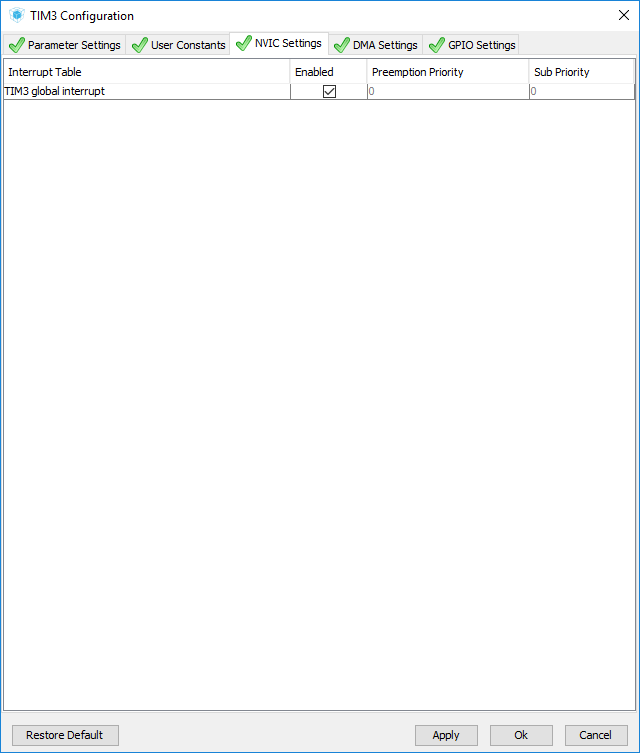 TIM3 Configuration
Parameter Settings User Constants NVIC Settings DMA Settings GPIO Settings
Interrupt Table Enabled Preemption Priority Sub Priority
TIM3 global interrupt 0 0
Restore Default Apply Ok Cancel